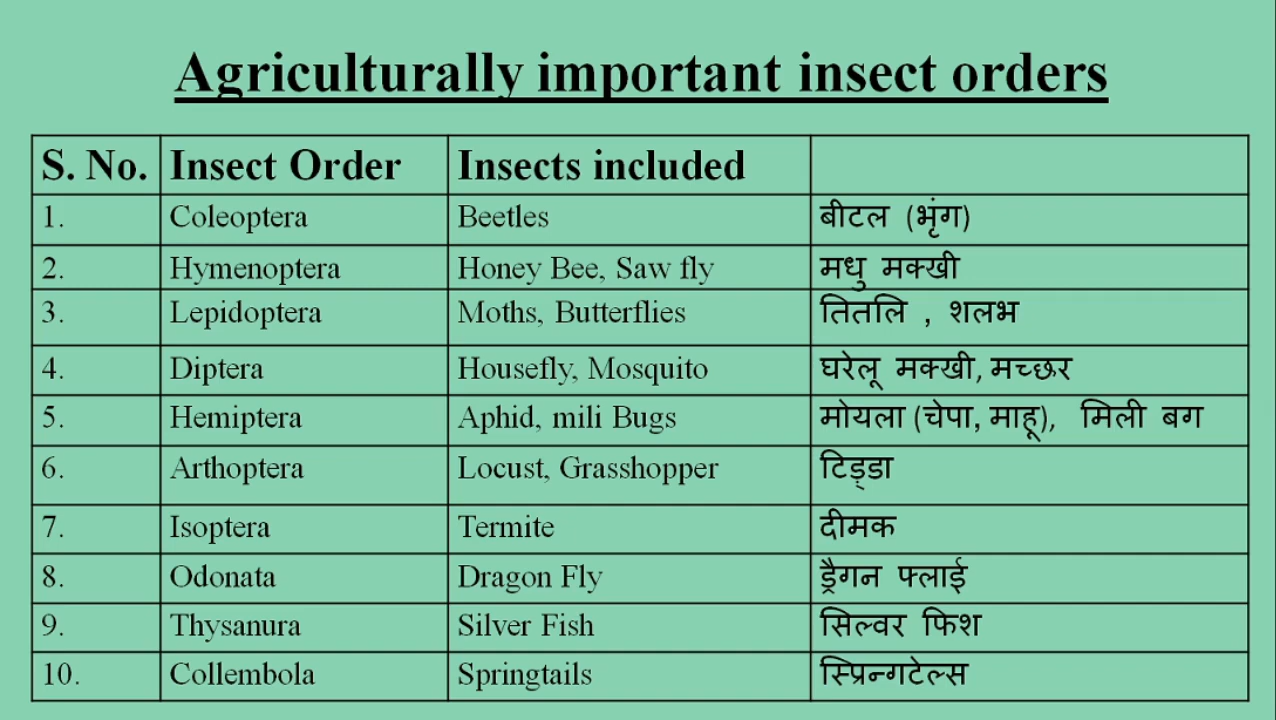 Agriculturally important insect orders
S. No. Insect Order Insects included
1. Coleoptera Beetles बीटल (भृंग)
2. Hymenoptera Honey Bee, Saw fly मधु मक्खी
3. Lepidoptera Moths, Butterflies तितलि , शलभ
4. Diptera Housefly, Mosquito घरेलू मक्खी, मच्छर
5. Hemiptera Aphid, mili Bugs मोयला (चेपा, माहू), मिली बग
6. Arthoptera Locust, Grasshopper टिड़्डा
7. Isoptera Termite दीमक
8. Odonata Dragon Fly ड्रैगन फ्लाई
9. Thysanura Silver Fish सिल्वर फिश
10. Collembola Springtails स्प्रिन्गटेल्स